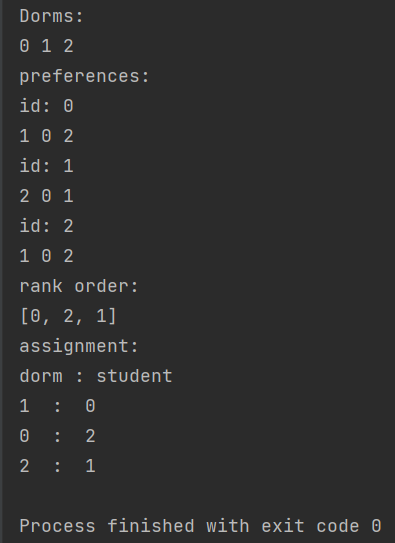 Dorms:
0 1 2
preferences:
id: 0
1 0 2
id: 1
2 0 1
id: 2
1 0 2
rank order:
[0, 2, 1]
assignment:
dorm : student
1  :  0
0  :  2
2  :  1
Process finished with exit code 0